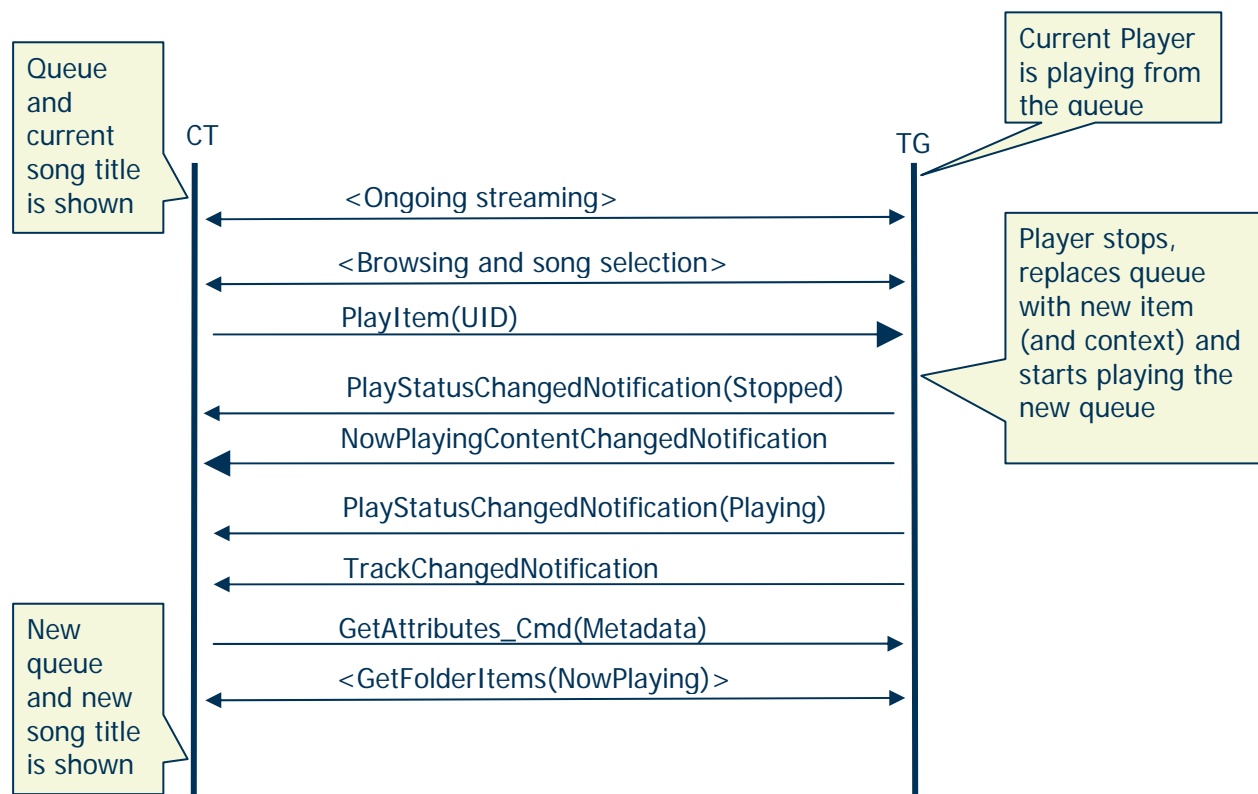 Queue
and
current
song title
is shown
CT
Current Player
is playing from
the queue
TG
<Ongoing streaming>
<Browsing and song selection>
PlayItem(UID)
Player stops,
replaces queue
with new item
(and context) and
starts playing the
new queue
PlayStatusChangedNotification(Stopped)
NowPlayingContentChangedNotification
PlayStatusChangedNotification(Playing)
TrackChangedNotification
GetAttributes_Cmd(Metadata)
<GetFolderItems(NowPlaying)>
New
queue
and new
song title
is shown